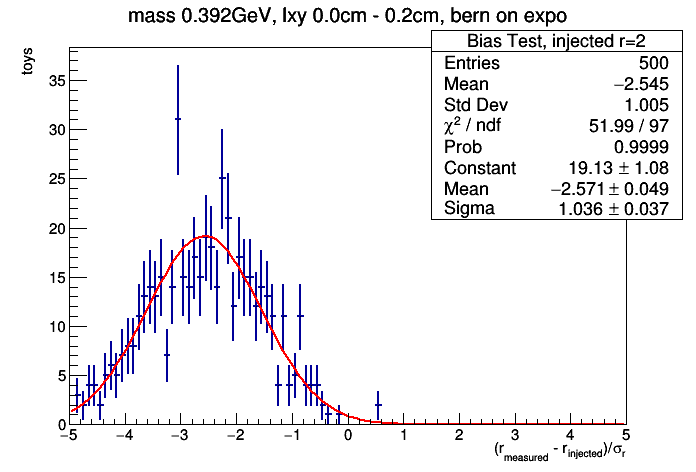 mass 0.392GeV, lxy 0.0cm - 0.2cm, bern on expo
toys
Bias Test, injected r=2
Entries 500
Mean −2.545
Std Dev 1.005
χ² / ndf 51.99 / 97
Prob 0.9999
Constant 19.13 ± 1.08
Mean −2.571 ± 0.049
Sigma 1.036 ± 0.037
35
30
25
20
15
10
5
0
−5 −4 −3 −2 −1 0 1 2 3 4 5
(r_measured - r_injected)/σ_r